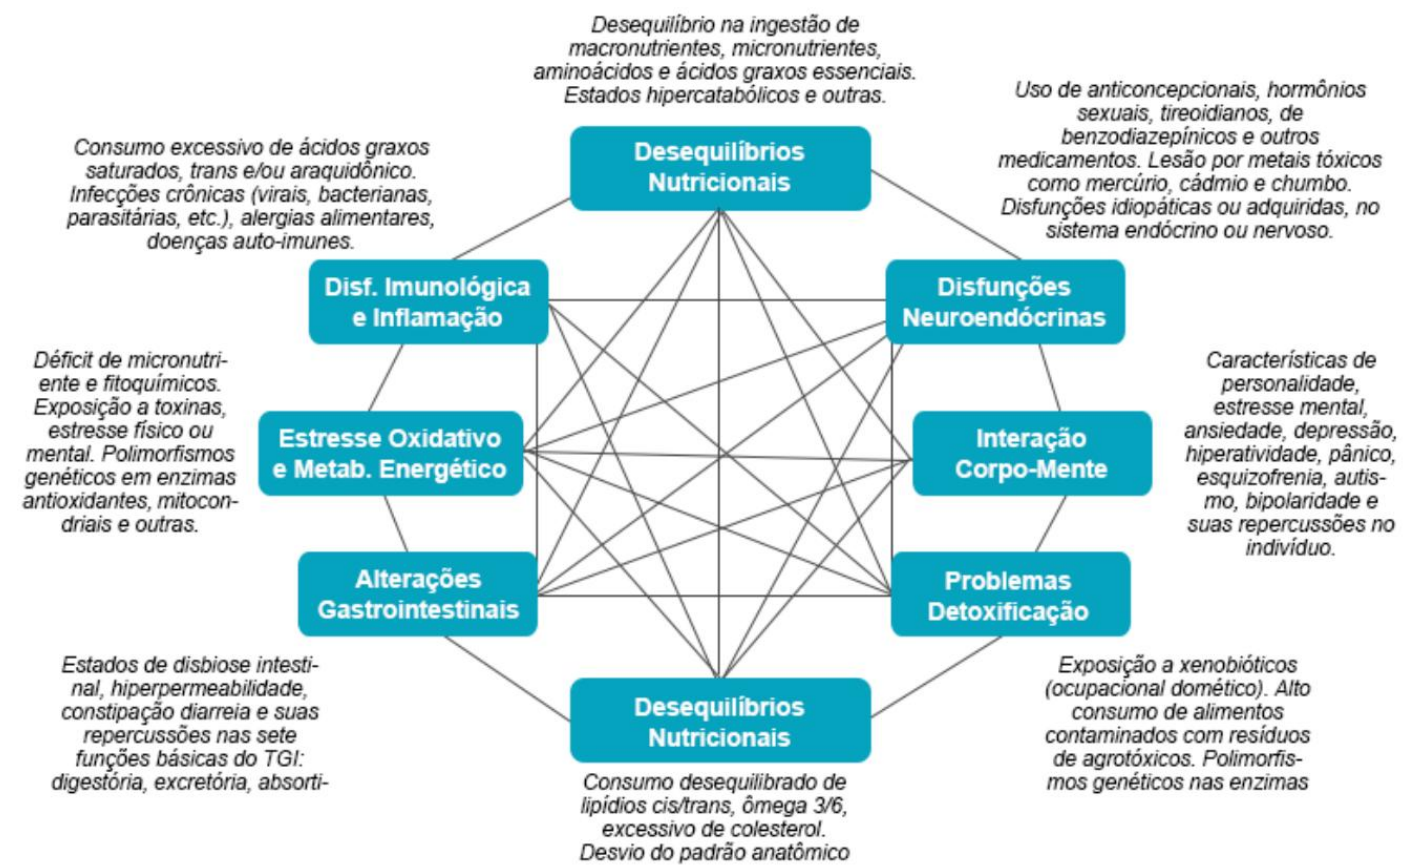 Desequilíbrio na ingestão de
macronutrientes, micronutrientes,
aminoácidos e ácidos graxos essenciais.
Estados hipercatabólicos e outras.
Desequilíbrios
Nutricionais
Uso de anticoncepcionais, hormônios
sexuais, tireoidianos, de
benzodiazepínicos e outros
medicamentos. Lesão por metais tóxicos
como mercúrio, cádmio e chumbo.
Disfunções idiopáticas ou adquiridas, no
sistema endócrino ou nervoso.
Consumo excessivo de ácidos graxos
saturados, trans e/ou araquidônico.
Infecções crônicas (virais, bacterianas,
parasitárias, etc.), alergias alimentares,
doenças auto-imunes.
Disf. Imunológica
e Inflamação
Disfunções
Neuroendócrinas
Déficit de micronutri-
ente e fitoquímicos.
Exposição a toxinas,
estresse físico ou
mental. Polimorfismos
genéticos em enzimas
antioxidantes, mitocon-
driais e outras.
Estresse Oxidativo
e Metab. Energético
Interação
Corpo-Mente
Características de
personalidade,
estresse mental,
ansiedade, depressão,
hiperatividade, pânico,
esquizofrenia, autis-
mo, bipolaridade e
suas repercussões no
indivíduo.
Alterações
Gastrointestinais
Problemas
Detoxificação
Estados de disbiose intesti-
nal, hiperpermeabilidade,
constipação diarreia e suas
repercussões nas sete
funções básicas do TGI:
digestória, excretória, absorti-
Desequilíbrios
Nutricionais
Consumo desequilibrado de
lipídios cis/trans, ômega 3/6,
excessivo de colesterol.
Desvio do padrão anatômico
Exposição a xenobióticos
(ocupacional domético). Alto
consumo de alimentos
contaminados com resíduos
de agrotóxicos. Polimorfis-
mos genéticos nas enzimas